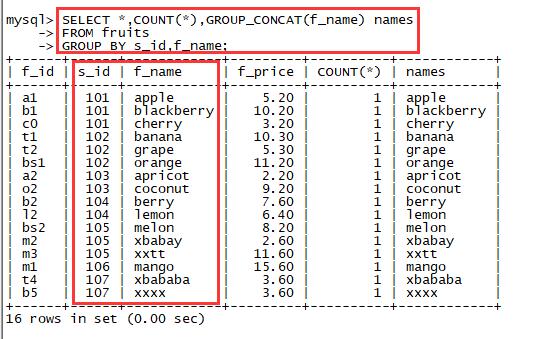 mysql> SELECT *,COUNT(*),GROUP_CONCAT(f_name) names
    -> FROM fruits
    -> GROUP BY s_id,f_name;
+------+------+------------+---------+----------+------------+
| f_id | s_id | f_name     | f_price | COUNT(*) | names      |
+------+------+------------+---------+----------+------------+
| a1   |  101 | apple      |    5.20 |        1 | apple      |
| b1   |  101 | blackberry |   10.20 |        1 | blackberry |
| c0   |  101 | cherry     |    3.20 |        1 | cherry     |
| t1   |  102 | banana     |   10.30 |        1 | banana     |
| t2   |  102 | grape      |    5.30 |        1 | grape      |
| bs1  |  102 | orange     |   11.20 |        1 | orange     |
| a2   |  103 | apricot    |    2.20 |        1 | apricot    |
| o2   |  103 | coconut    |    9.20 |        1 | coconut    |
| b2   |  104 | berry      |    7.60 |        1 | berry      |
| l2   |  104 | lemon      |    6.40 |        1 | lemon      |
| bs2  |  105 | melon      |    8.20 |        1 | melon      |
| m2   |  105 | xbabay     |    2.60 |        1 | xbabay     |
| m3   |  105 | xxtt       |   11.60 |        1 | xxtt       |
| m1   |  106 | mango      |   15.60 |        1 | mango      |
| t4   |  107 | xbababa    |    3.60 |        1 | xbababa    |
| b5   |  107 | xxxx       |    3.60 |        1 | xxxx       |
+------+------+------------+---------+----------+------------+
16 rows in set (0.00 sec)